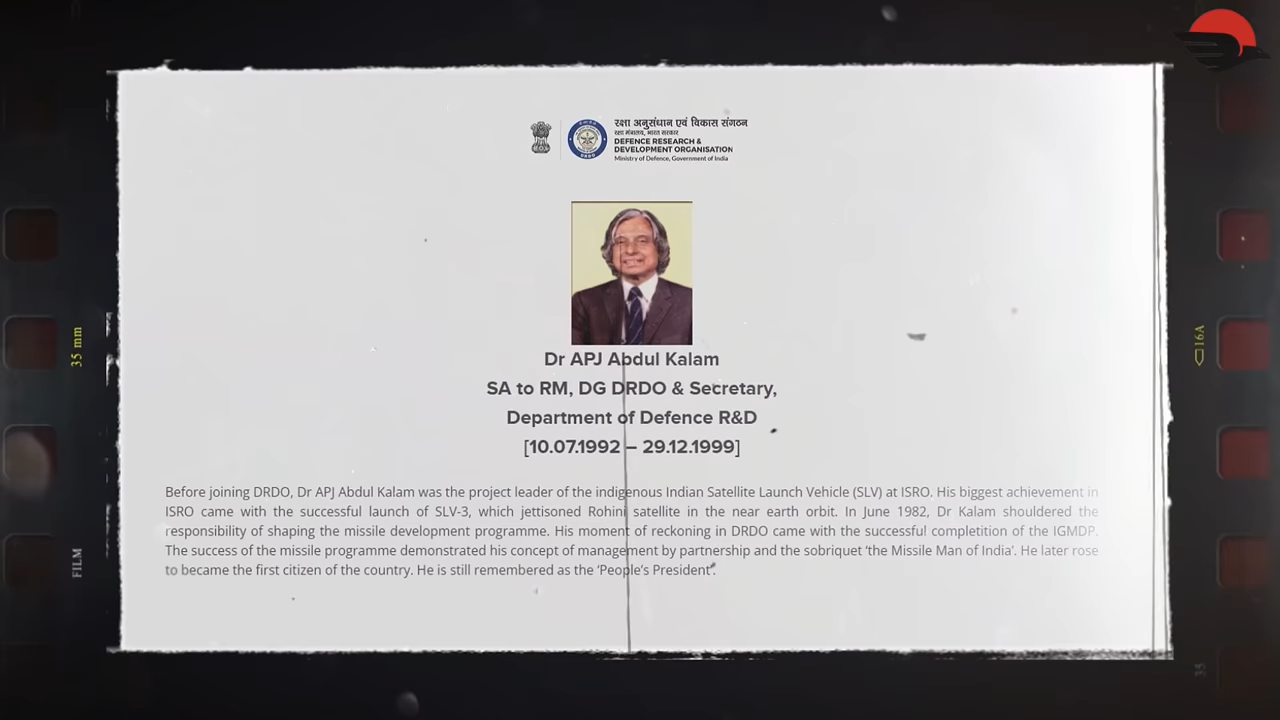 रक्षा अनुसंधान एवं विकास संगठन
रक्षा मंत्रालय, भारत सरकार
DEFENCE RESEARCH &
DEVELOPMENT ORGANISATION
Ministry of Defence, Government of India
Dr APJ Abdul Kalam
SA to RM, DG DRDO & Secretary,
Department of Defence R&D
[10.07.1992 – 29.12.1999]
Before joining DRDO, Dr APJ Abdul Kalam was the project leader of the indigenous Indian Satellite Launch Vehicle (SLV) at ISRO. His biggest achievement in
ISRO came with the successful launch of SLV-3, which jettisoned Rohini satellite in the near earth orbit. In June 1982, Dr Kalam shouldered the
responsibility of shaping the missile development programme. His moment of reckoning in DRDO came with the successful completition of the IGMDP.
The success of the missile programme demonstrated his concept of management by partnership and the sobriquet ‘the Missile Man of India’. He later rose
to became the first citizen of the country. He is still remembered as the ‘People’s President’.
35 mm
FILM
16A
35